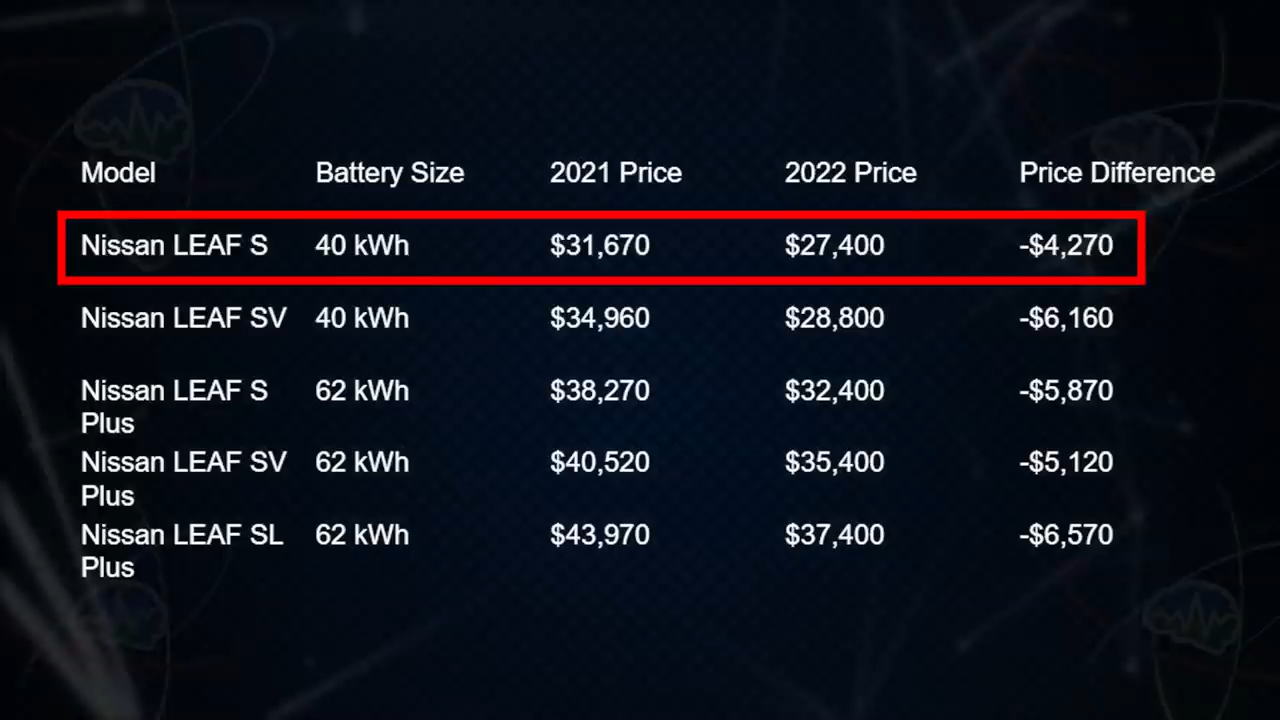 Model Battery Size 2021 Price 2022 Price Price Difference
Nissan LEAF S 40 kWh $31,670 $27,400 -$4,270
Nissan LEAF SV 40 kWh $34,960 $28,800 -$6,160
Nissan LEAF S 62 kWh $38,270 $32,400 -$5,870
Plus
Nissan LEAF SV 62 kWh $40,520 $35,400 -$5,120
Plus
Nissan LEAF SL 62 kWh $43,970 $37,400 -$6,570
Plus